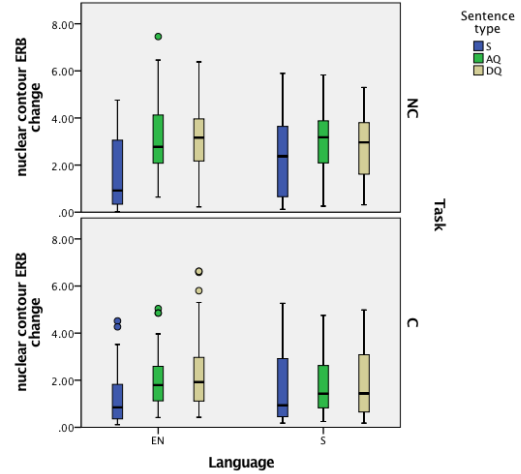 Sentence
type
S
AQ
DQ
nuclear contour ERB
change
8.00
6.00
4.00
2.00
.00
NC
Task
nuclear contour ERB
change
8.00
6.00
4.00
2.00
.00
C
EN
S
Language